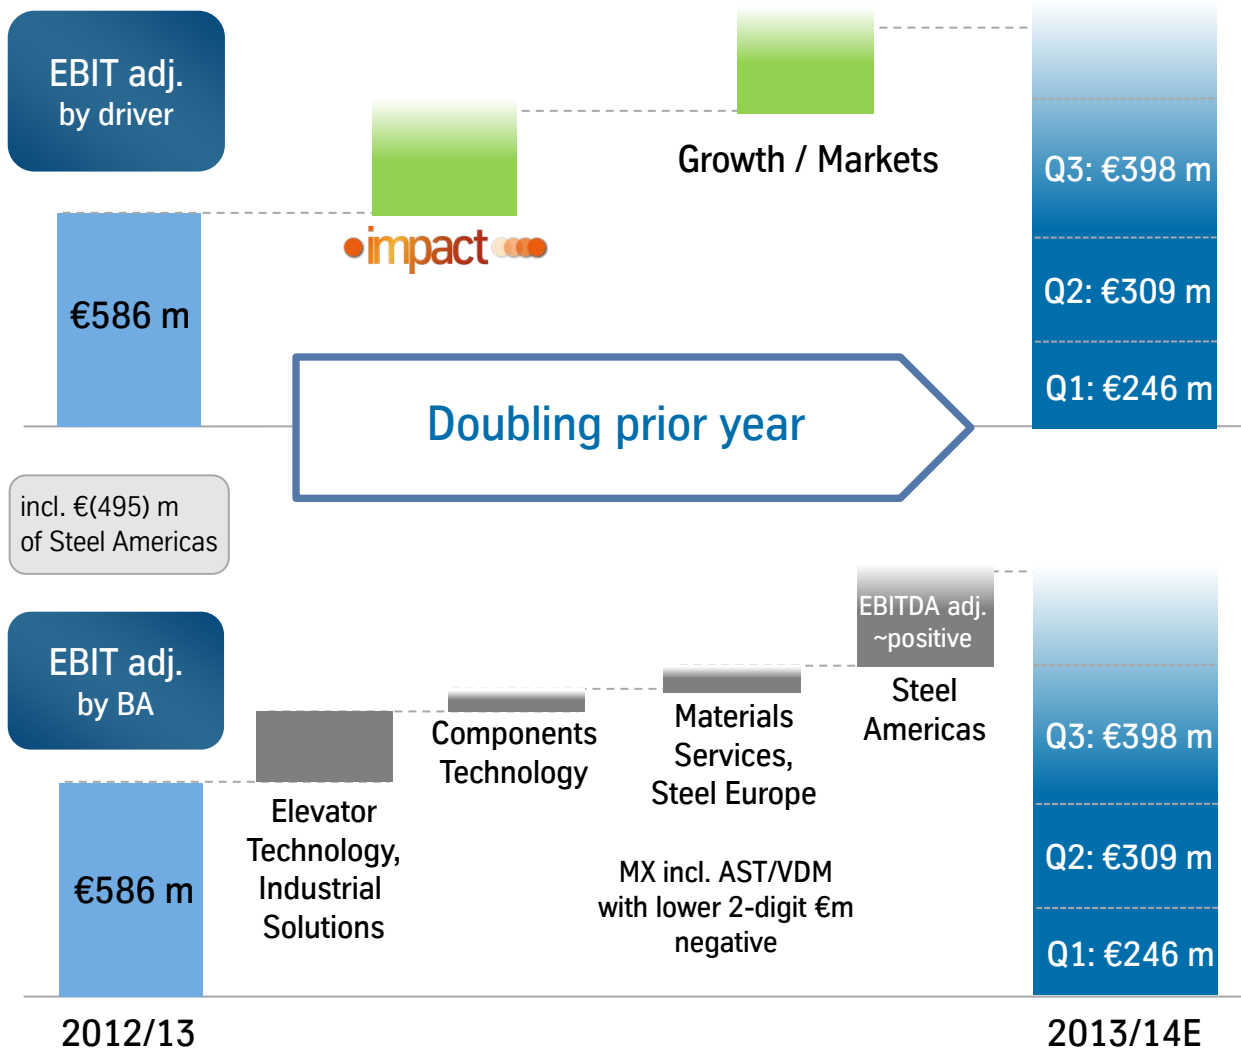 EBIT adj.
by driver
€586 m
impact
Growth / Markets
Q3: €398 m
Q2: €309 m
Q1: €246 m
Doubling prior year
incl. €(495) m
of Steel Americas
EBIT adj.
by BA
€586 m
Elevator
Technology,
Industrial
Solutions
Components
Technology
Materials
Services,
Steel Europe
MX incl. AST/VDM
with lower 2-digit €m
negative
EBITDA adj.
~positive
Steel
Americas
Q3: €398 m
Q2: €309 m
Q1: €246 m
2012/13
2013/14E